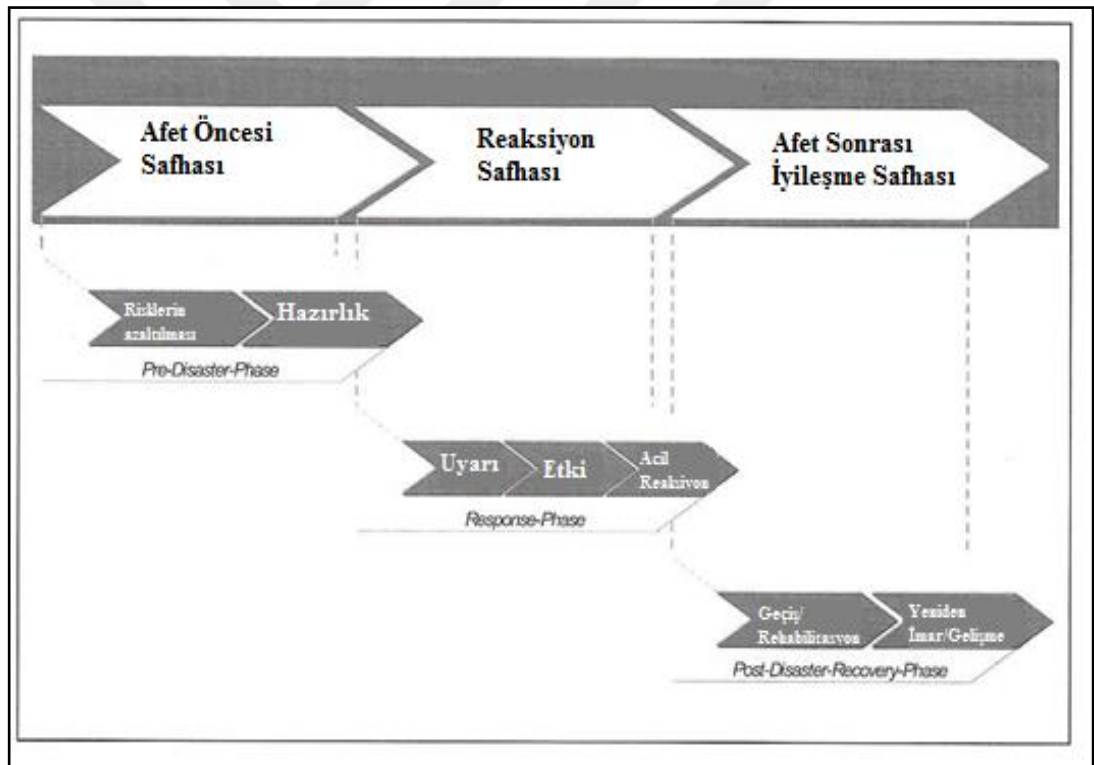 Afet Öncesi
Safhası
Reaksiyon
Safhası
Afet Sonrası
İyileşme Safhası
Risklerin
azaltılması
Hazırlık
Pre-Disaster-Phase
Uyarı
Etki
Acil
Reaksiyon
Response-Phase
Geçiş/
Rehabilitasyon
Yeniden
İmar/Gelişme
Post-Disaster-Recovery-Phase